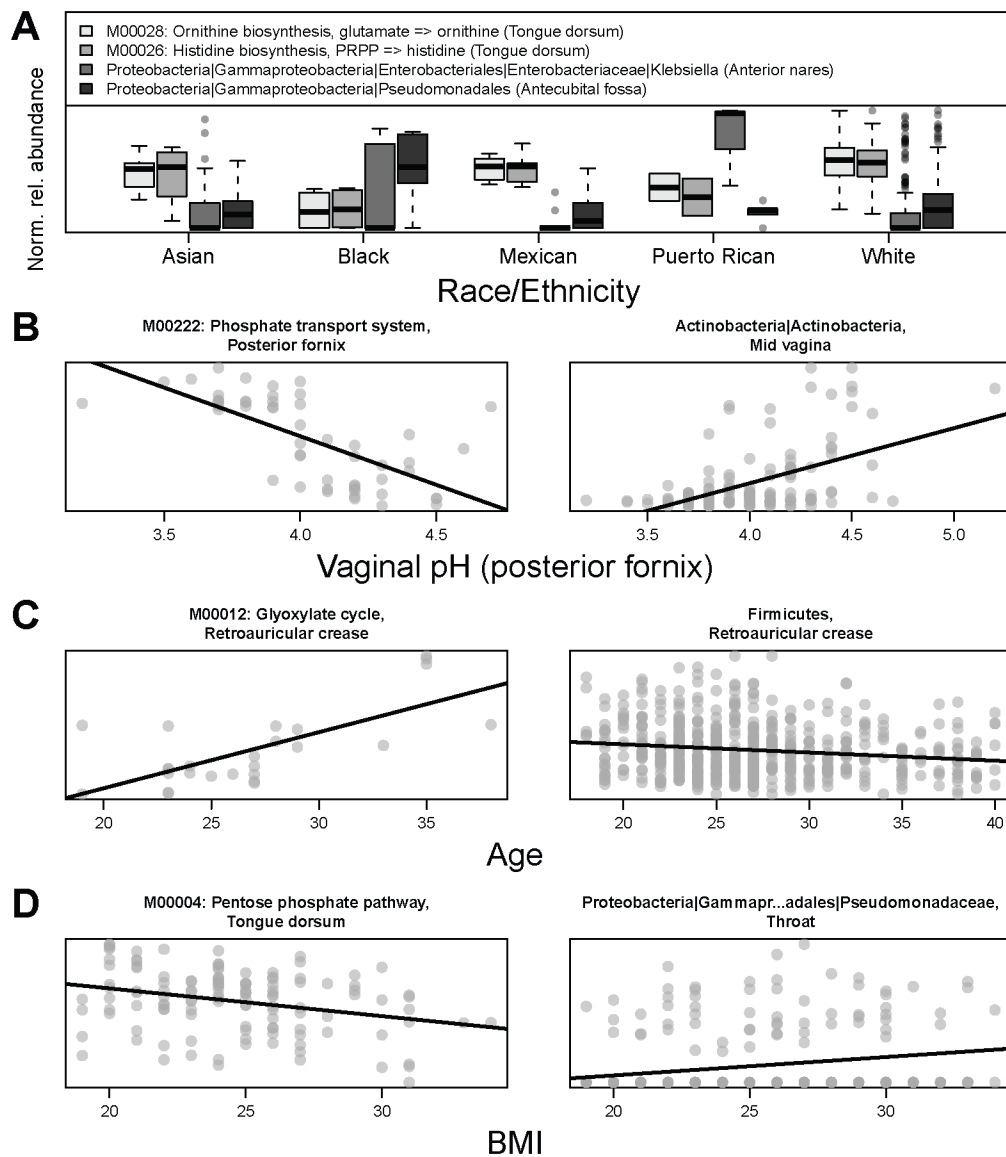 A
M00028: Ornithine biosynthesis, glutamate => ornithine (Tongue dorsum)
M00026: Histidine biosynthesis, PRPP => histidine (Tongue dorsum)
Proteobacteria|Gammaproteobacteria|Enterobacteriales|Enterobacteriaceae|Klebsiella (Anterior nares)
Proteobacteria|Gammaproteobacteria|Pseudomonadales (Antecubital fossa)
Norm. rel. abundance
Asian Black Mexican Puerto Rican White
Race/Ethnicity
B
M00222: Phosphate transport system,
Posterior fornix
Actinobacteria|Actinobacteria,
Mid vagina
3.5 4.0 4.5
3.5 4.0 4.5 5.0
Vaginal pH (posterior fornix)
C
M00012: Glyoxylate cycle,
Retroauricular crease
Firmicutes,
Retroauricular crease
20 25 30 35
20 25 30 35 40
Age
D
M00004: Pentose phosphate pathway,
Tongue dorsum
Proteobacteria|Gammapr...adales|Pseudomonadaceae,
Throat
20 25 30
20 25 30
BMI